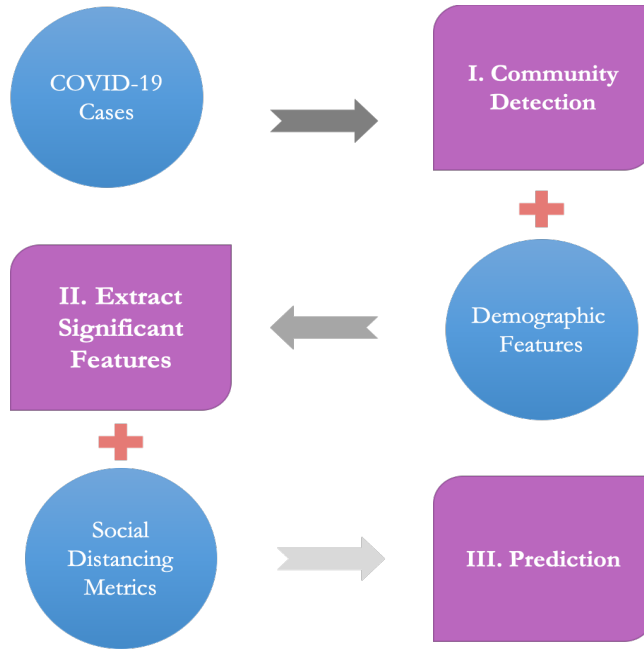 COVID-19
Cases
I. Community
Detection
II. Extract
Significant
Features
Demographic
Features
Social
Distancing
Metrics
III. Prediction